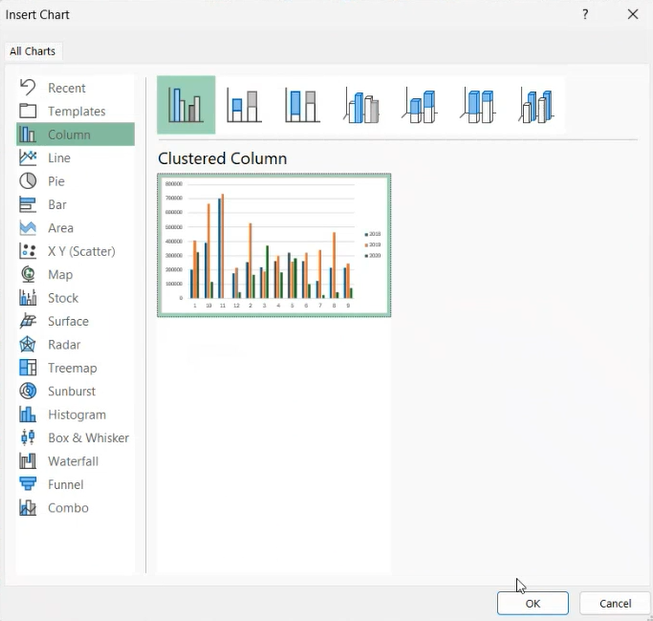 Insert Chart
?
All Charts
Recent
Templates
Column
Line
Pie
Bar
Area
X Y (Scatter)
Map
Stock
Surface
Radar
Treemap
Sunburst
Histogram
Box & Whisker
Waterfall
Funnel
Combo
Clustered Column
800000
700000
600000
500000
400000
300000
200000
100000
0
1 10 11 12 2 3 4 5 6 7 8 9
2018
2019
2020
OK Cancel